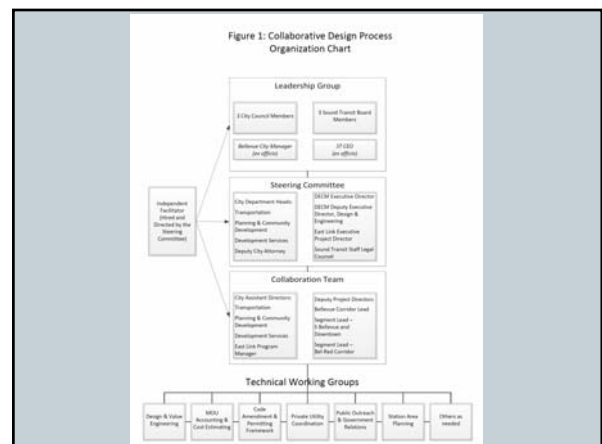 Figure 1: Collaborative Design Process
Organization Chart
Leadership Group
3 City Council Members
3 Sound Transit Board
Members
Bellevue City Manager
(ex officio)
ST CEO
(ex officio)
Independent
Facilitator
(Hired and
Directed by the
Steering
Committee)
Steering Committee
City Department Heads:
Transportation
Planning & Community
Development
Development Services
Deputy City Attorney
DECM Executive Director
DECM Deputy Executive
Director, Design &
Engineering
East Link Executive
Project Director
Sound Transit Staff Legal
Counsel
Collaboration Team
City Assistant Directors:
Transportation
Planning & Community
Development
Development Services
East Link Program
Manager
Deputy Project Directors
Bellevue Corridor Lead
Segment Lead –
S Bellevue and
Downtown
Segment Lead –
Bel-Red Corridor
Technical Working Groups
Design & Value
Engineering
MOU
Accounting &
Cost Estimating
Code
Amendment &
Permitting
Framework
Private Utility
Coordination
Public Outreach
& Government
Relations
Station Area
Planning
Others as
needed